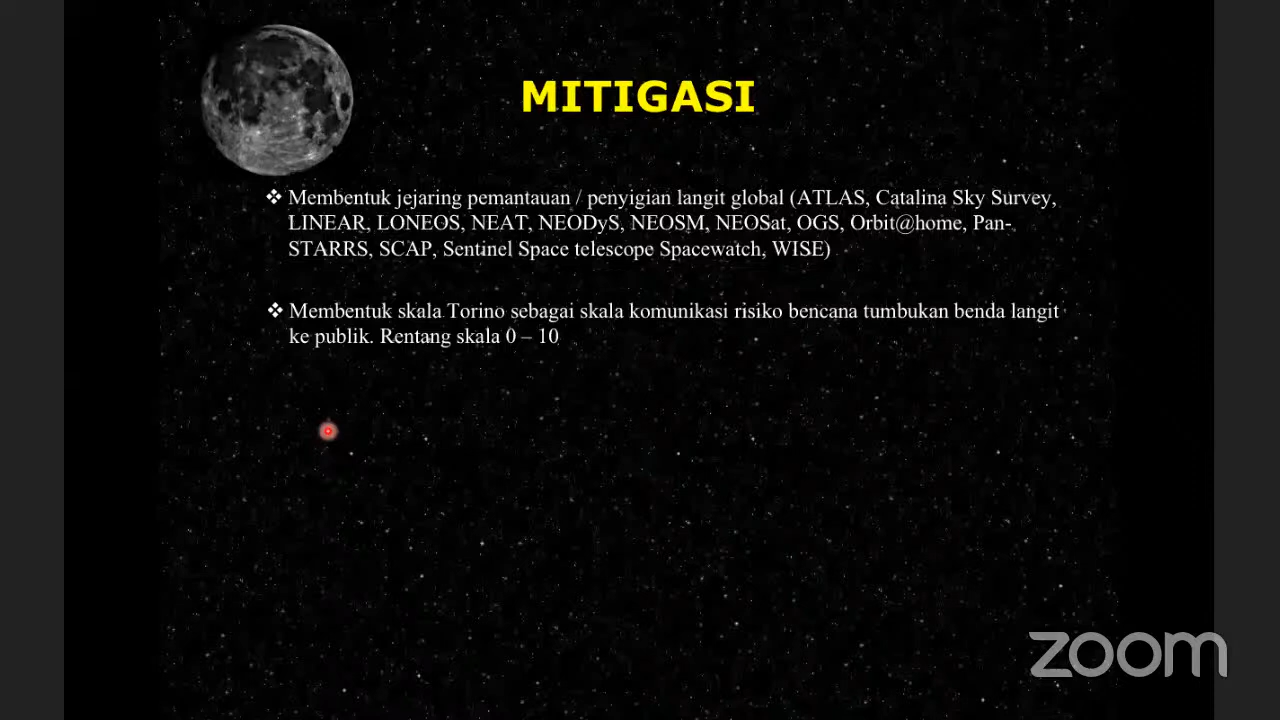 MITIGASI
❖ Membentuk jejaring pemantauan / penyigian langit global (ATLAS, Catalina Sky Survey,
LINEAR, LONEOS, NEAT, NEODyS, NEOSM, NEOSat, OGS, Orbit@home, Pan-
STARRS, SCAP, Sentinel Space telescope Spacewatch, WISE)
❖ Membentuk skala Torino sebagai skala komunikasi risiko bencana tumbukan benda langit
ke publik. Rentang skala 0 – 10
zoom